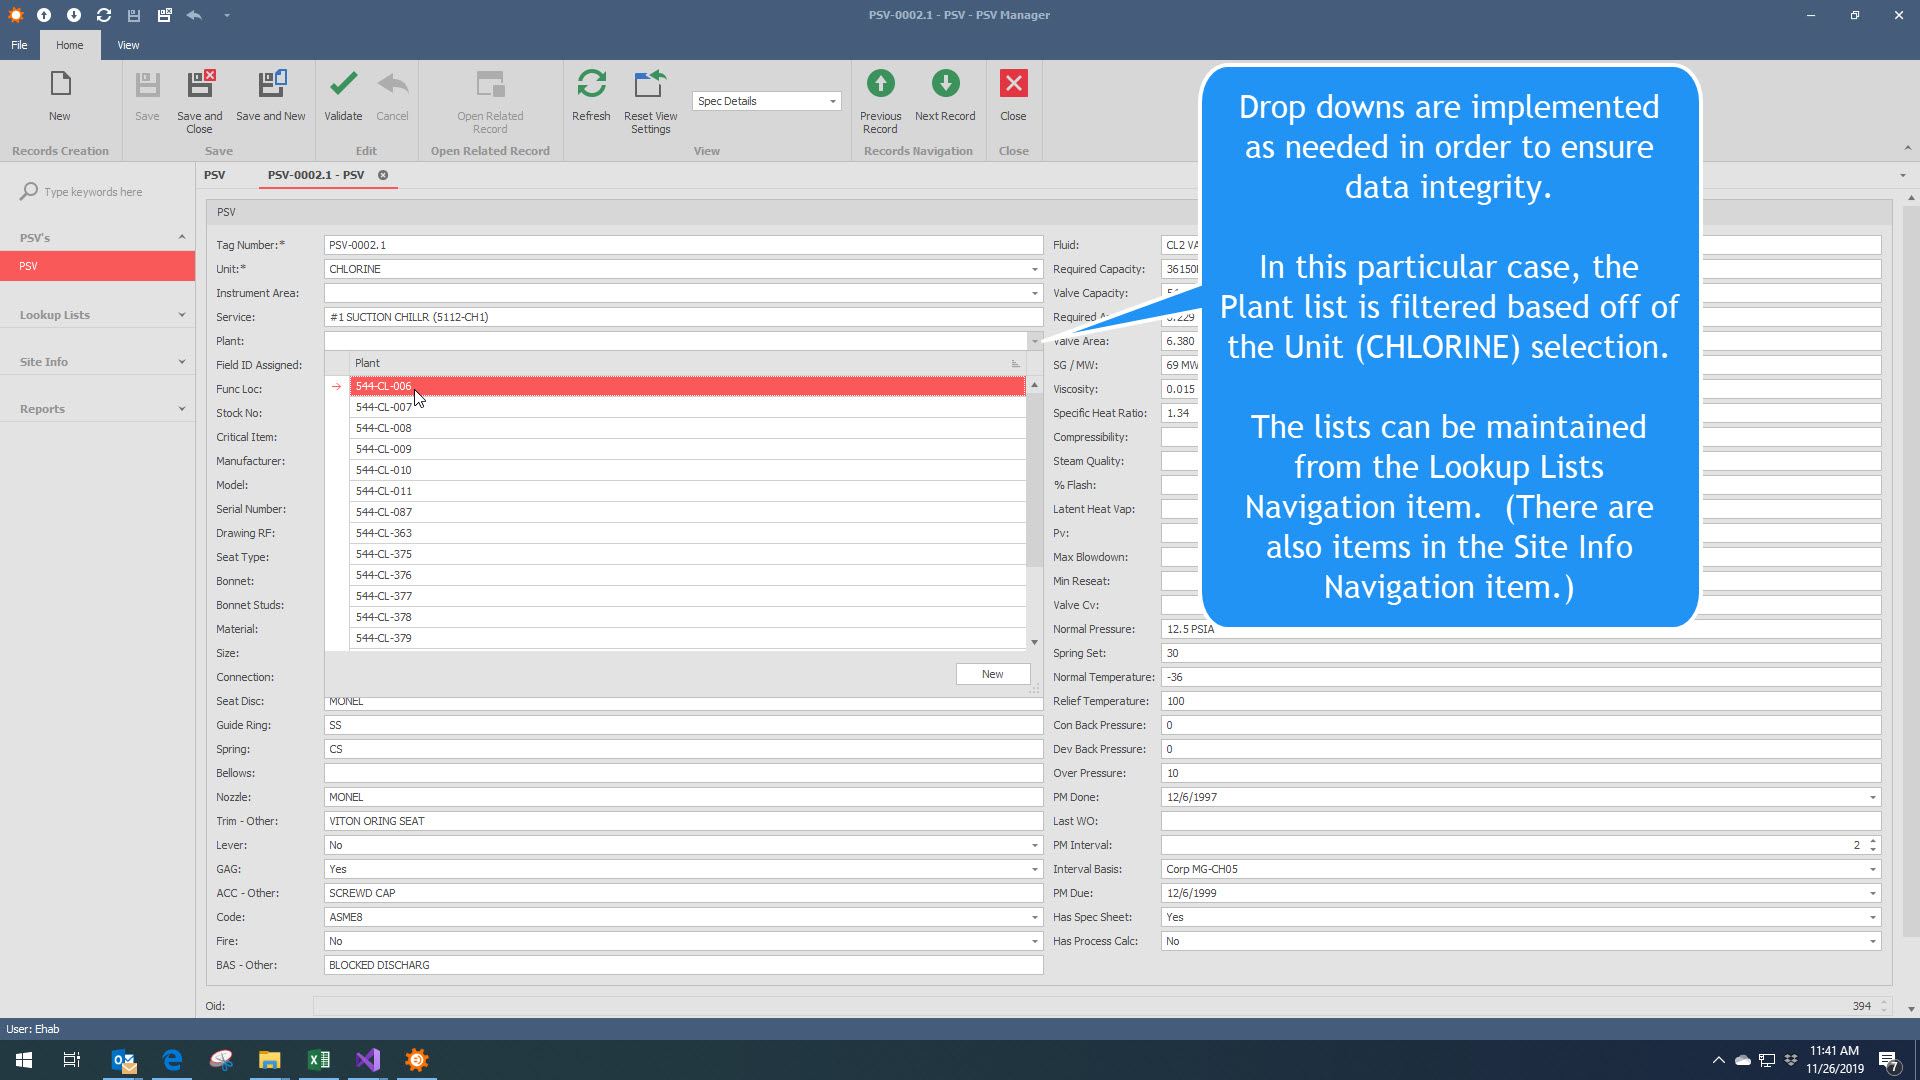 PSV-0002.1 - PSV - PSV Manager
File
Home
View
New
Save
Save and
Close
Save and New
Validate
Cancel
Open Related
Record
Refresh
Reset View
Settings
Spec Details
Previous
Record
Next Record
Close
Records Creation
Save
Edit
Open Related Record
View
Records Navigation
Close
Type keywords here
PSV's
PSV
Lookup Lists
Site Info
Reports
PSV
PSV-0002.1 - PSV
PSV
Tag Number:*
PSV-0002.1
Unit:*
CHLORINE
Instrument Area:
Service:
#1 SUCTION CHILLR (5112-CH1)
Plant:
Field ID Assigned:
Func Loc:
Stock No:
Critical Item:
Manufacturer:
Model:
Serial Number:
Drawing RF:
Seat Type:
Bonnet:
Bonnet Studs:
Material:
Size:
Connection:
Plant
544-CL-006
544-CL-007
544-CL-008
544-CL-009
544-CL-010
544-CL-011
544-CL-087
544-CL-363
544-CL-375
544-CL-376
544-CL-377
544-CL-378
544-CL-379
New
Seat Disc:
MONEL
Guide Ring:
SS
Spring:
CS
Bellows:
Nozzle:
MONEL
Trim - Other:
VITON ORING SEAT
Lever:
No
GAG:
Yes
ACC - Other:
SCREWD CAP
Code:
ASME8
Fire:
No
BAS - Other:
BLOCKED DISCHARG
Fluid:
CL2 VA
Required Capacity:
36150
Valve Capacity:
Required A
0.229
Valve Area:
6.380
SG / MW:
69 MW
Viscosity:
0.015
Specific Heat Ratio:
1.34
Compressibility:
Steam Quality:
% Flash:
Latent Heat Vap:
Pv:
Max Blowdown:
Min Reseat:
Valve Cv:
Normal Pressure:
12.5 PSIA
Spring Set:
30
Normal Temperature:
-36
Relief Temperature:
100
Con Back Pressure:
0
Dev Back Pressure:
0
Over Pressure:
10
PM Done:
12/6/1997
Last WO:
PM Interval:
2
Interval Basis:
Corp MG-CH05
PM Due:
12/6/1999
Has Spec Sheet:
Yes
Has Process Calc:
No
Drop downs are implemented
as needed in order to ensure
data integrity.
In this particular case, the
Plant list is filtered based off of
the Unit (CHLORINE) selection.
The lists can be maintained
from the Lookup Lists
Navigation item. (There are
also items in the Site Info
Navigation item.)
Oid:
394
User: Ehab
11:41 AM
11/26/2019
7